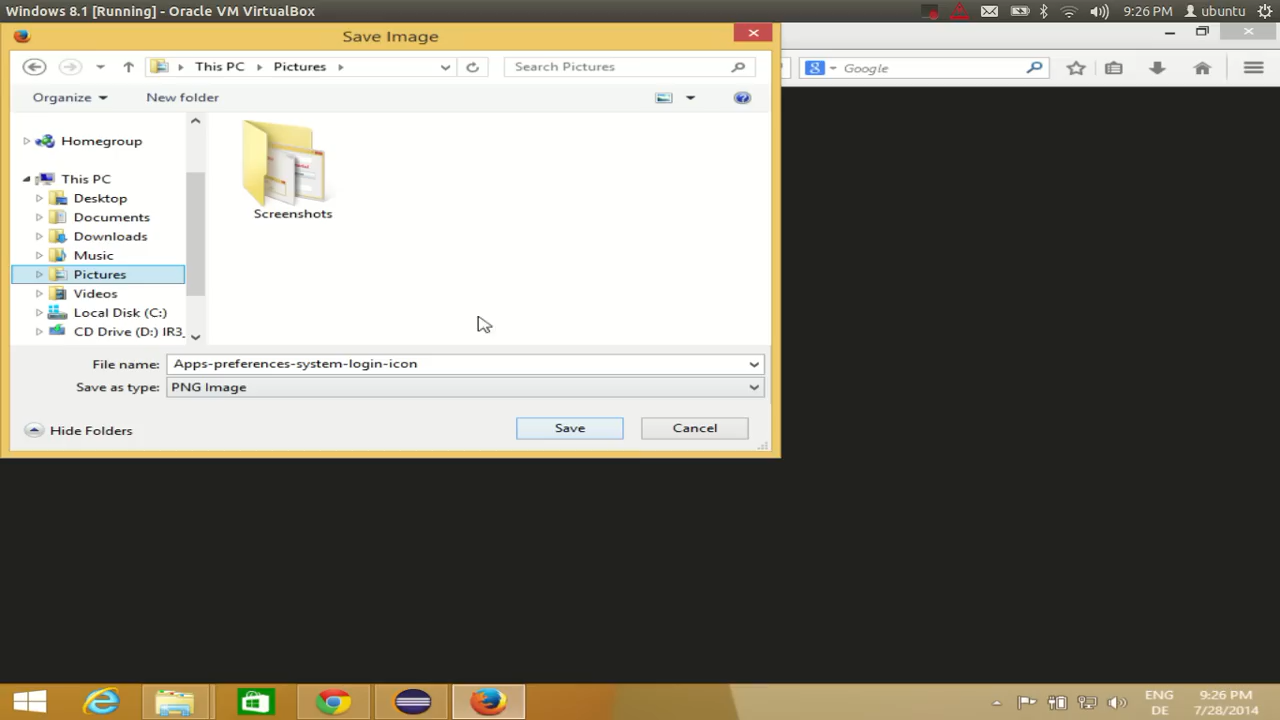 Windows 8.1 [Running] - Oracle VM VirtualBox
9:26 PM
ubuntu
Save Image
This PC
Pictures
Search Pictures
Google
Organize
New folder
Homegroup
This PC
Desktop
Documents
Downloads
Music
Pictures
Videos
Local Disk (C:)
CD Drive (D:) IR3_
Screenshots
File name: Apps-preferences-system-login-icon
Save as type: PNG Image
Hide Folders
Save
Cancel
ENG
DE
9:26 PM
7/28/2014